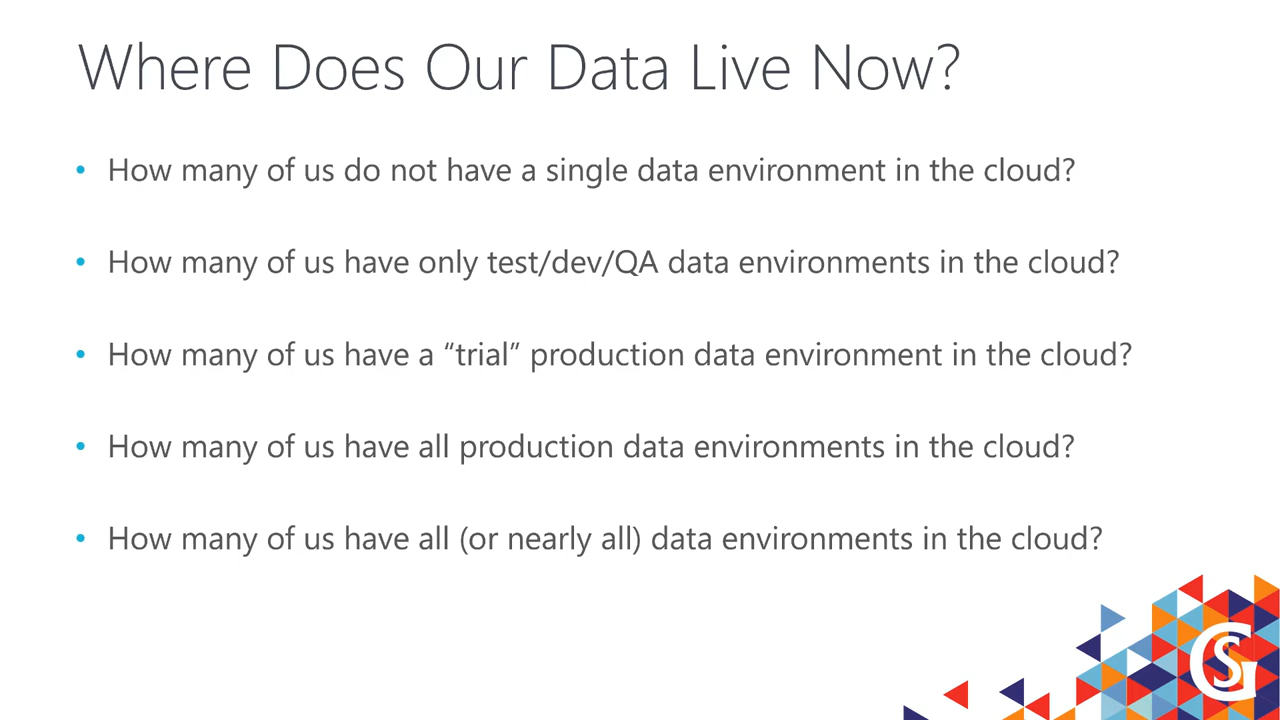 Where Does Our Data Live Now?
• How many of us do not have a single data environment in the cloud?
• How many of us have only test/dev/QA data environments in the cloud?
• How many of us have a “trial” production data environment in the cloud?
• How many of us have all production data environments in the cloud?
• How many of us have all (or nearly all) data environments in the cloud?
GS